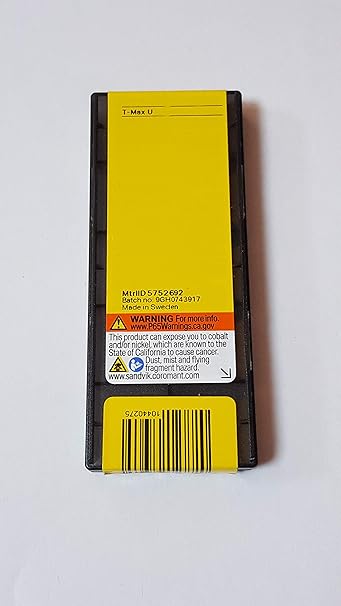 T-Max U
MtrlID 5752692
Batch no: 9GH0743917
Made in Sweden
WARNING For more info.
www.P65Warnings.ca.gov
This product can expose you to cobalt
and/or nickel, which are known to the
State of California to cause cancer.
Dust, mist and flying
fragment hazard.
www.sandvik.coromant.com
10440275